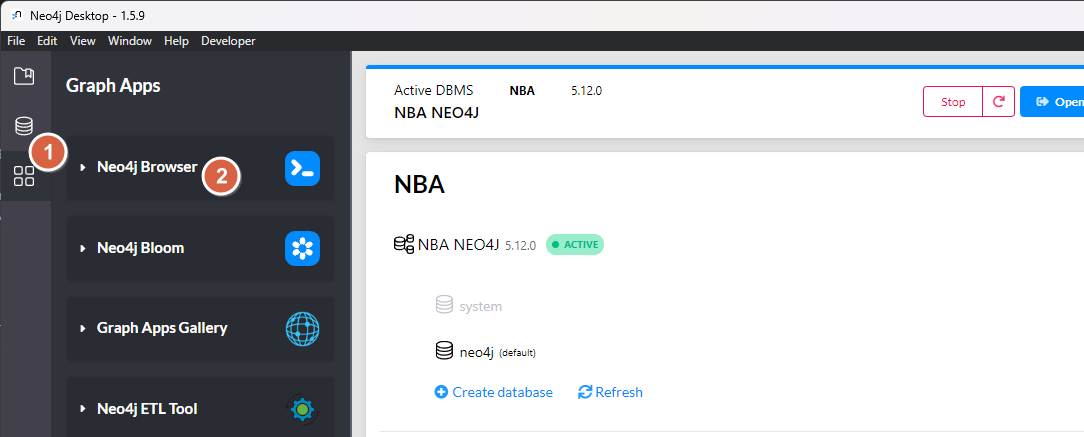 Neo4j Desktop - 1.5.9
File Edit View Window Help Developer
Graph Apps
1
Neo4j Browser
2
Neo4j Bloom
Graph Apps Gallery
Neo4j ETL Tool
Active DBMS NBA 5.12.0
NBA NEO4J
Stop
Open
NBA
NBA NEO4J 5.12.0 ACTIVE
system
neo4j (default)
Create database Refresh